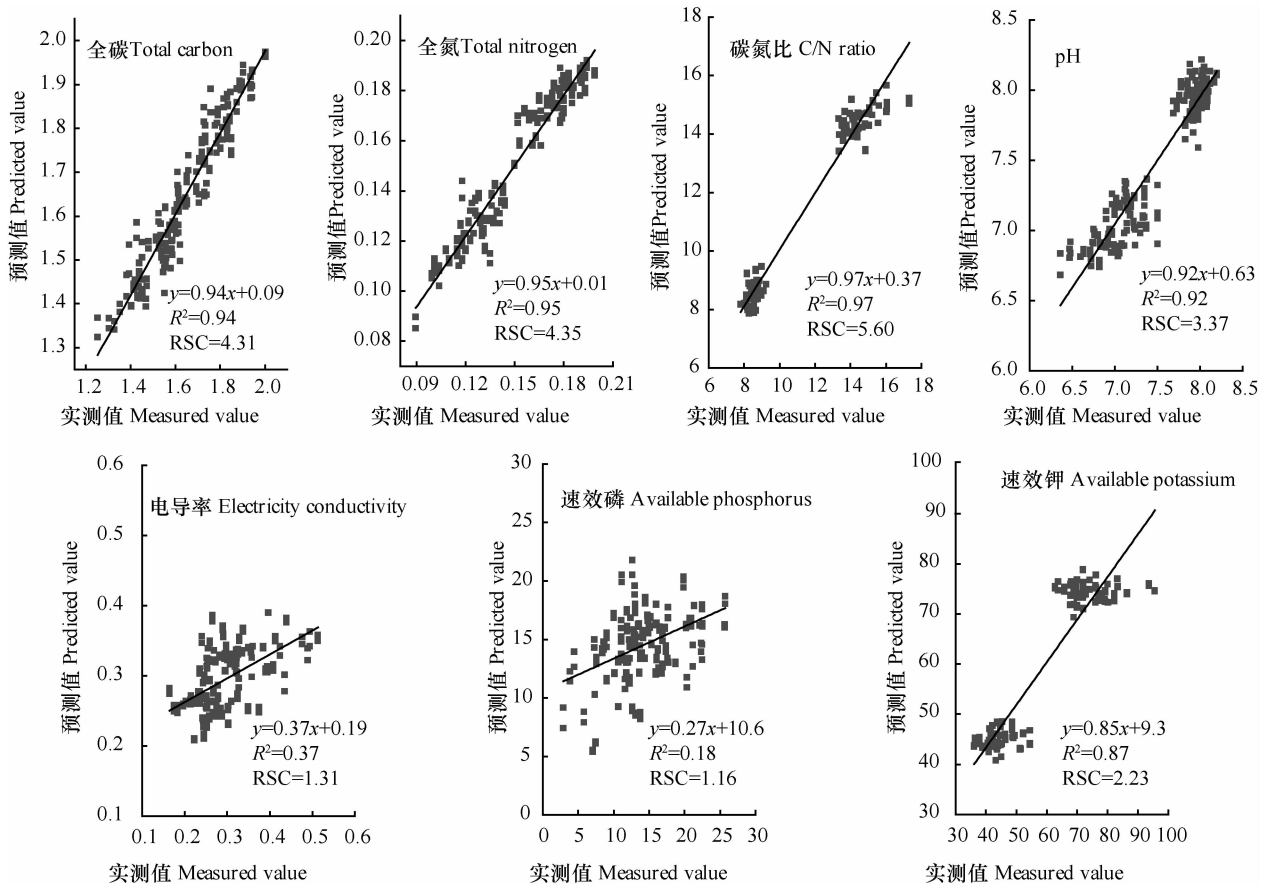 全碳Total carbon
预测值 Predicted value
2.0
1.9
1.8
1.7
1.6
1.5
1.4
1.3
y=0.94x+0.09
R²=0.94
RSC=4.31
1.2 1.4 1.6 1.8 2.0
实测值 Measured value
全氮Total nitrogen
预测值Predicted value
0.20
0.18
0.16
0.14
0.12
0.10
0.08
y=0.95x+0.01
R²=0.95
RSC=4.35
0.09 0.12 0.15 0.18 0.21
实测值 Measured value
碳氮比 C/N ratio
预测值Predicted value
18
16
14
12
10
8
6
y=0.97x+0.37
R²=0.97
RSC=5.60
6 8 10 12 14 16 18
实测值 Measured value
pH
预测值Predicted value
8.5
8.0
7.5
7.0
6.5
6.0
y=0.92x+0.63
R²=0.92
RSC=3.37
6.0 6.5 7.0 7.5 8.0 8.5
实测值 Measured value
电导率 Electricity conductivity
预测值 Predicted value
0.6
0.5
0.4
0.3
0.2
0.1
y=0.37x+0.19
R²=0.37
RSC=1.31
0.1 0.2 0.3 0.4 0.5 0.6
实测值 Measured value
速效磷 Available phosphorus
预测值 Predicted value
30
25
20
15
10
5
0
y=0.27x+10.6
R²=0.18
RSC=1.16
0 5 10 15 20 25 30
实测值 Measured value
速效钾 Available potassium
预测值 Predicted value
100
90
80
70
60
50
40
30
y=0.85x+9.3
R²=0.87
RSC=2.23
30 40 50 60 70 80 90 100
实测值 Measured value